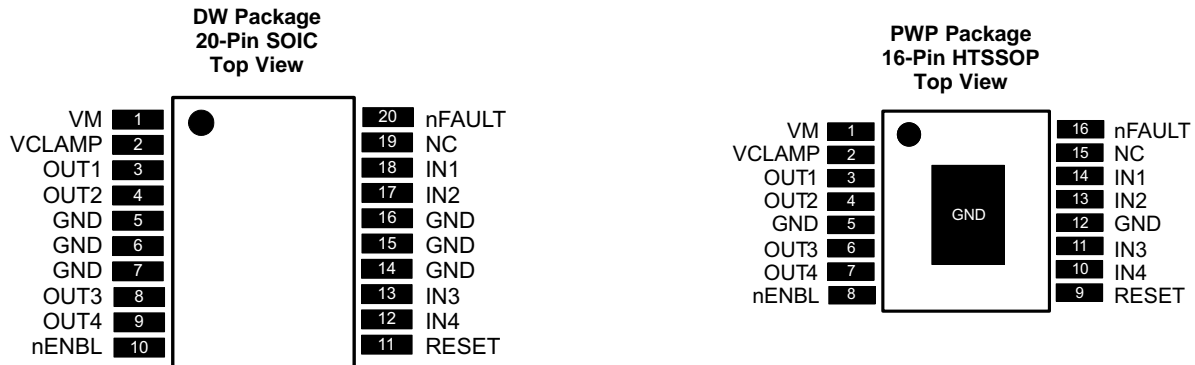 DW Package
20-Pin SOIC
Top View
VM 1
VCLAMP 2
OUT1 3
OUT2 4
GND 5
GND 6
GND 7
OUT3 8
OUT4 9
nENBL 10
20 nFAULT
19 NC
18 IN1
17 IN2
16 GND
15 GND
14 GND
13 IN3
12 IN4
11 RESET
PWP Package
16-Pin HTSSOP
Top View
VM 1
VCLAMP 2
OUT1 3
OUT2 4
GND 5
OUT3 6
OUT4 7
nENBL 8
GND
16 nFAULT
15 NC
14 IN1
13 IN2
12 GND
11 IN3
10 IN4
9 RESET